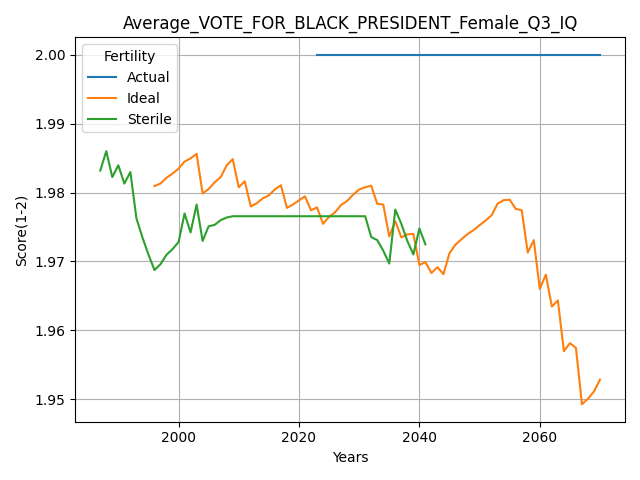 Average_VOTE_FOR_BLACK_PRESIDENT_Female_Q3_IQ
Fertility
Actual
Ideal
Sterile
Score(1-2)
2.00
1.99
1.98
1.97
1.96
1.95
2000 2020 2040 2060
Years